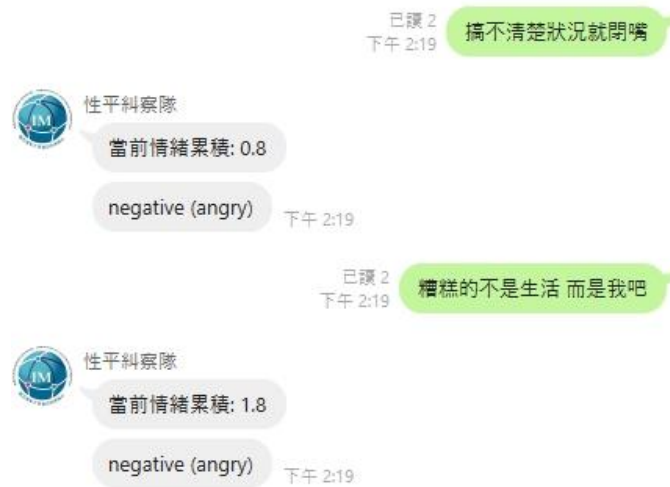 已讀 2
下午 2:19
搞不清楚狀況就閉嘴
IM
性平糾察隊
當前情緒累積: 0.8
negative (angry)
下午 2:19
已讀 2
下午 2:19
糟糕的不是生活 而是我吧
IM
性平糾察隊
當前情緒累積: 1.8
negative (angry)
下午 2:19